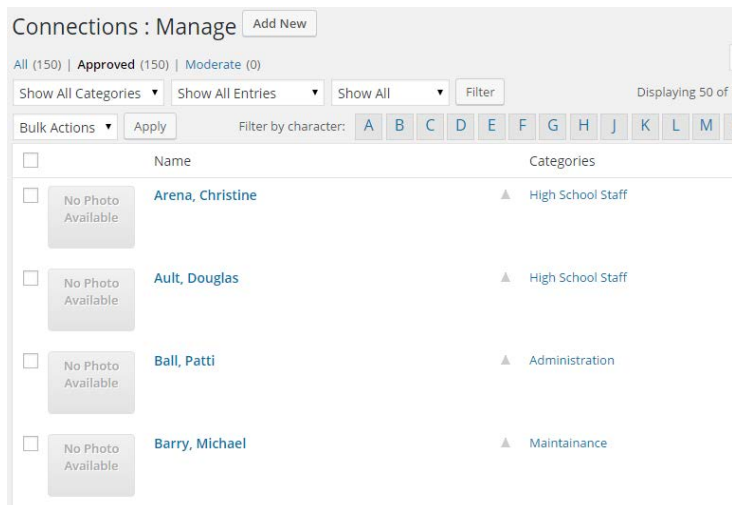 Connections : Manage Add New
All (150) | Approved (150) | Moderate (0)
Show All Categories Show All Entries Show All Filter Displaying 50 of
Bulk Actions Apply Filter by character: A B C D E F G H J K L M
Name Categories
No Photo Available Arena, Christine High School Staff
No Photo Available Ault, Douglas High School Staff
No Photo Available Ball, Patti Administration
No Photo Available Barry, Michael Maintainance